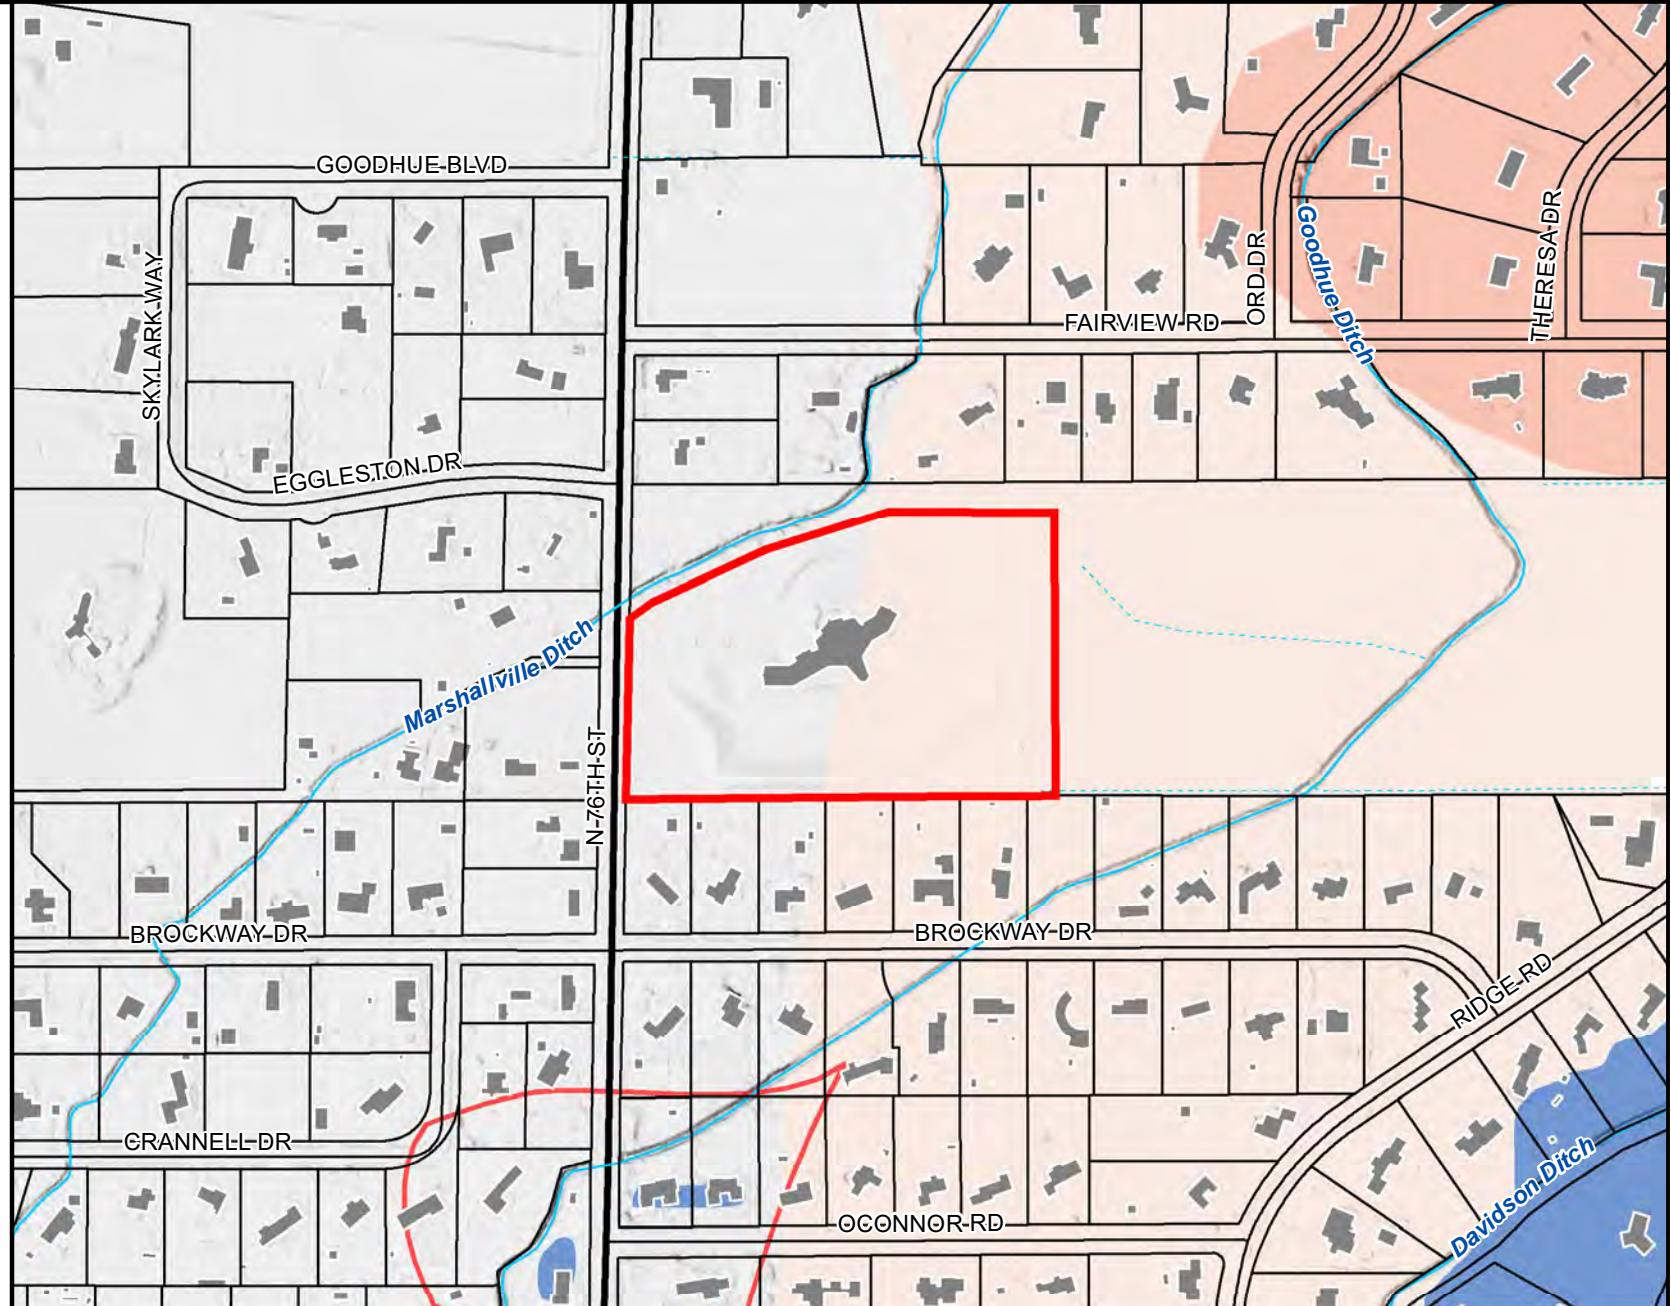 GOODHUE BLVD
SKYLARK WAY
EGGLESTON DR
ORD DR
Goodhue Ditch
THERESA DR
FAIRVIEW RD
Marshallville Ditch
N 76TH ST
BROCKWAY DR
BROCKWAY DR
RIDGE RD
CRANNELL DR
OCONNOR RD
Davidson Ditch